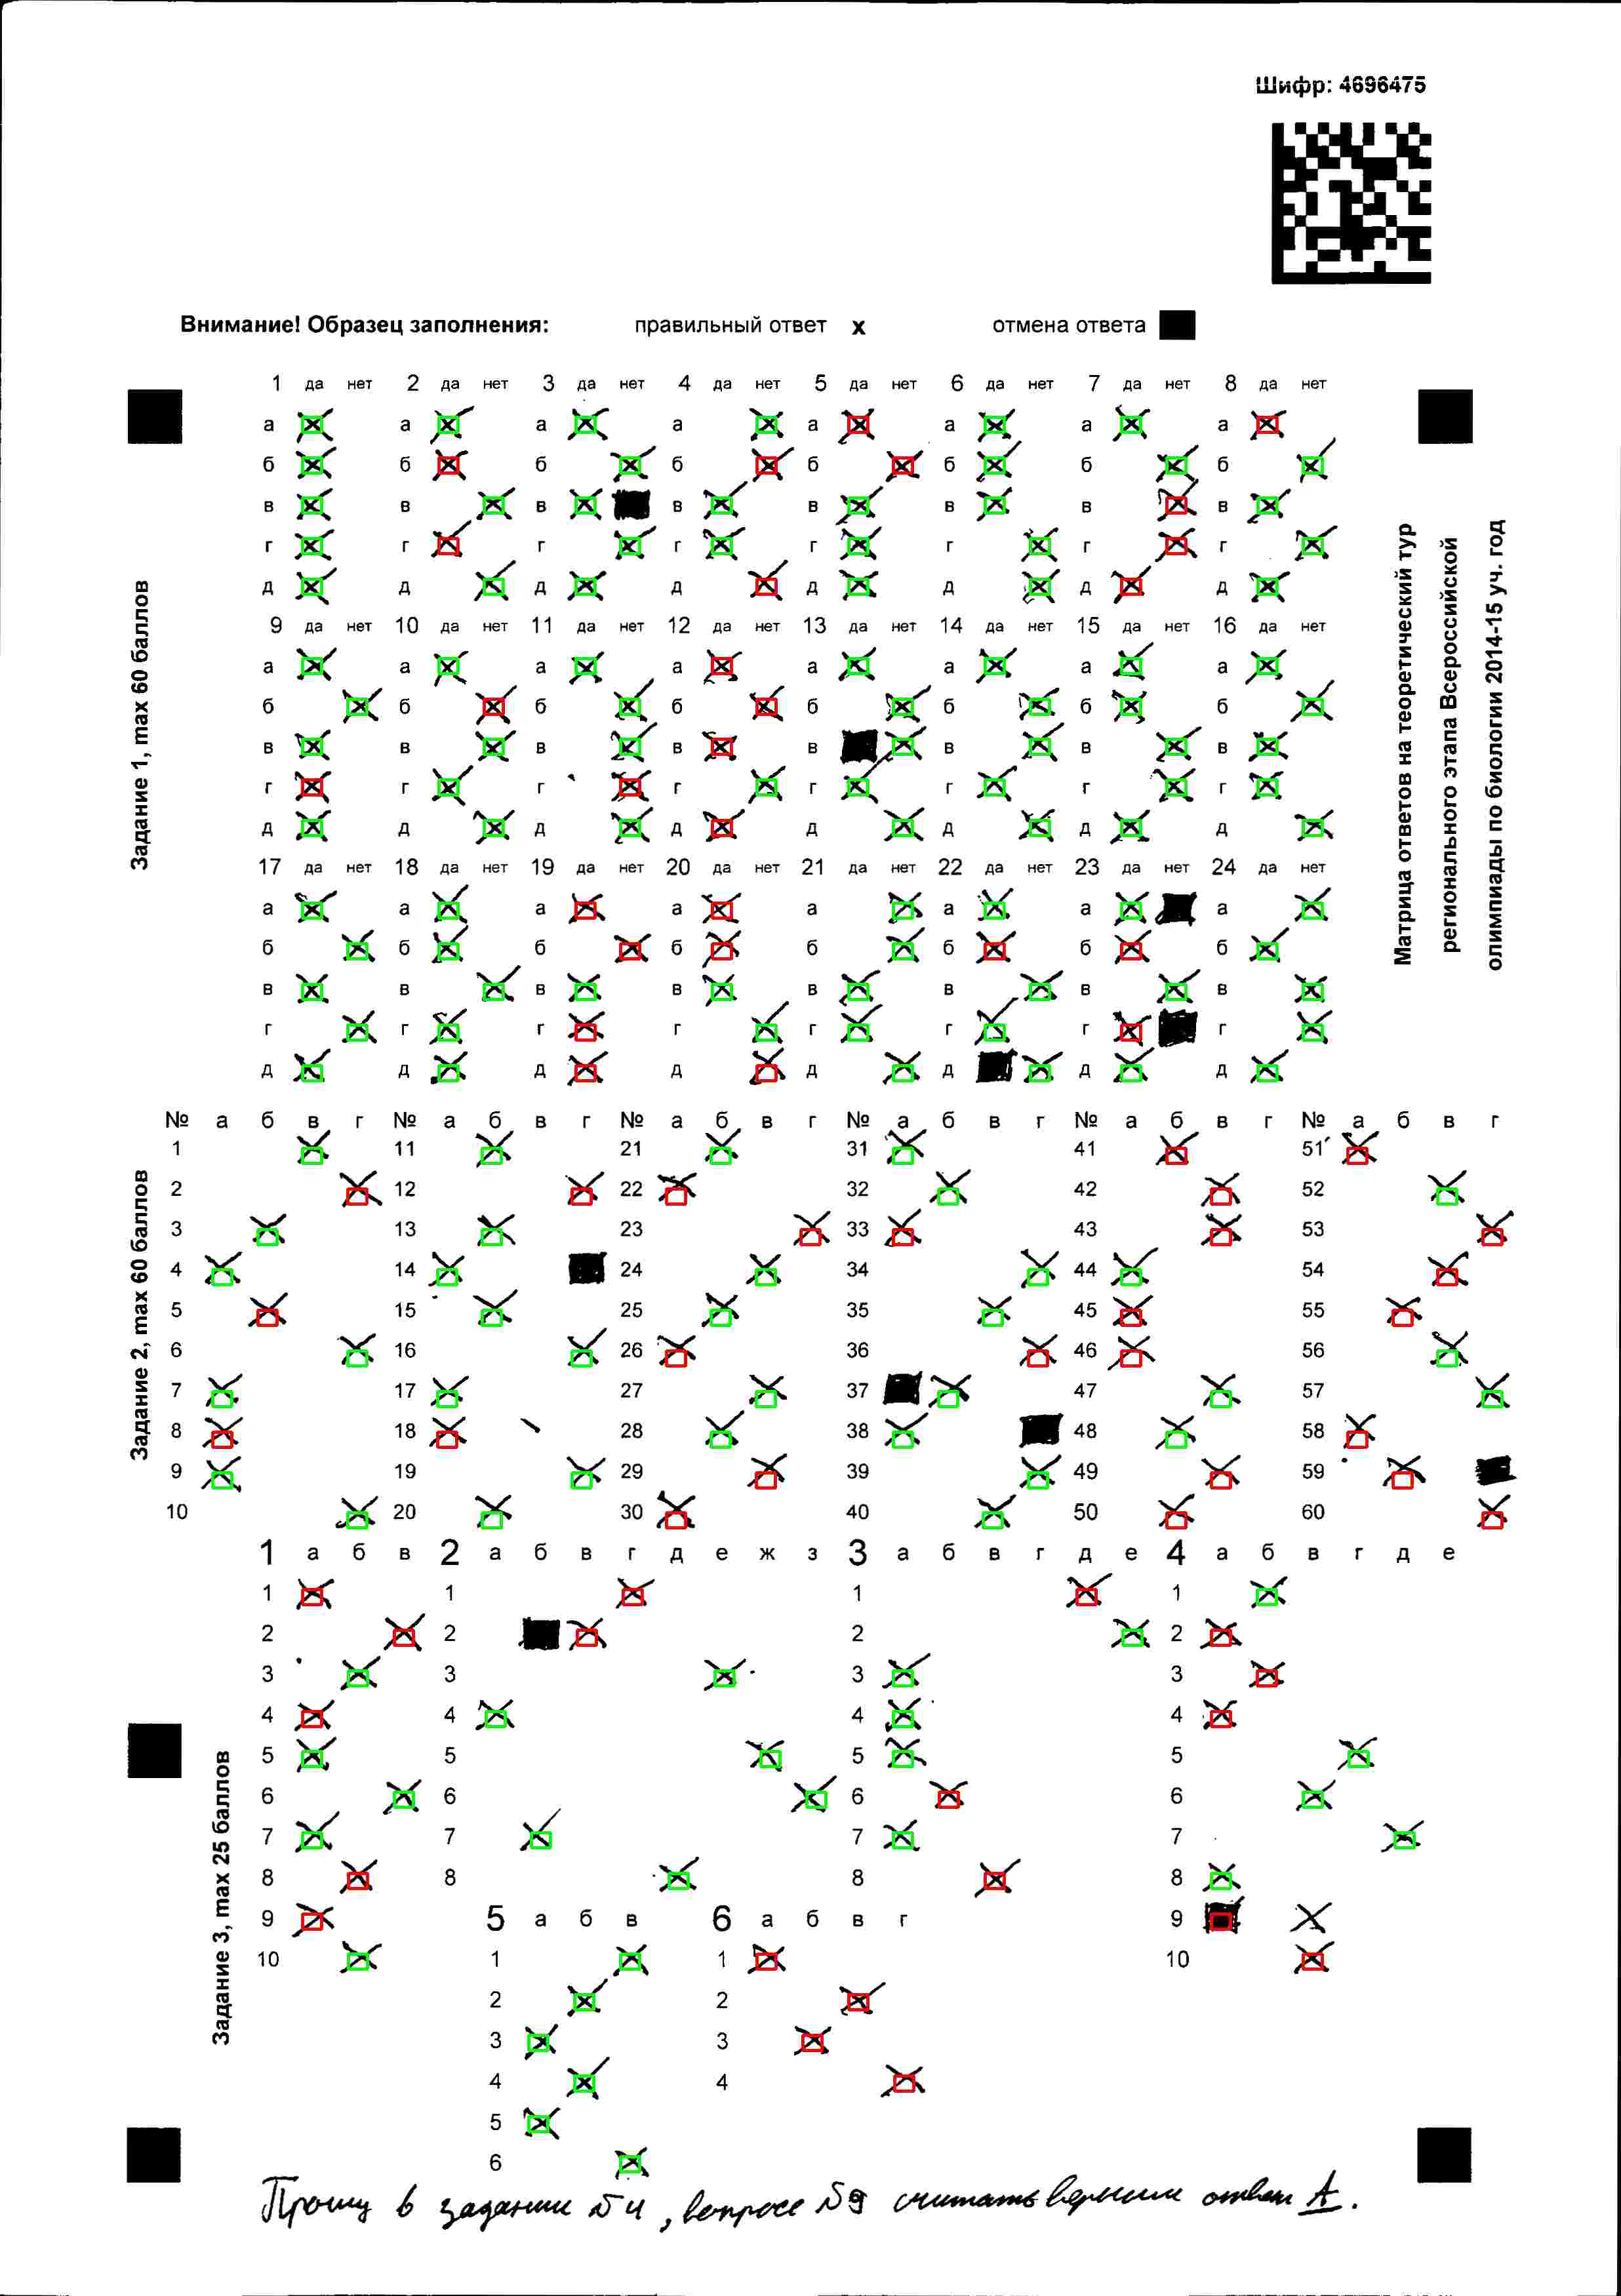 Шифр: 4696475
Внимание! Образец заполнения: правильный ответ x отмена ответа
1 да нет 2 да нет 3 да нет 4 да нет 5 да нет 6 да нет 7 да нет 8 да нет
а а а а а а а а
б б б б б б б б
в в в в в в в в
г г г г г г г г
д д д д д д д д
9 да нет 10 да нет 11 да нет 12 да нет 13 да нет 14 да нет 15 да нет 16 да нет
а а а а а а а а
б б б б б б б б
в в в в в в в в
г г г г г г г г
д д д д д д д д
17 да нет 18 да нет 19 да нет 20 да нет 21 да нет 22 да нет 23 да нет 24 да нет
а а а а а а а а
б б б б б б б б
в в в в в в в в
г г г г г г г г
д д д д д д д д
Задание 1, max 60 баллов
Матрица ответов на теоретический тур
регионального этапа Всероссийской
олимпиады по биологии 2014-15 уч. год
№ а б в г № а б в г № а б в г № а б в г № а б в г № а б в г
1 11 21 31 41 51
2 12 22 32 42 52
3 13 23 33 43 53
4 14 24 34 44 54
5 15 25 35 45 55
6 16 26 36 46 56
7 17 27 37 47 57
8 18 28 38 48 58
9 19 29 39 49 59
10 20 30 40 50 60
Задание 2, max 60 баллов
1 а б в 2 а б в г д е ж з 3 а б в г д е 4 а б в г д е
1 1 1 1
2 2 2 2
3 3 3 3
4 4 4 4
5 5 5 5
6 6 6 6
7 7 7 7
8 8 8 8
9 5 а б в 6 а б в г 9
10 1 1 10
2 2
3 3
4 4
5
6
Задание 3, max 25 баллов
Прошу в задании №4, вопросе №9 считать верным ответ А.